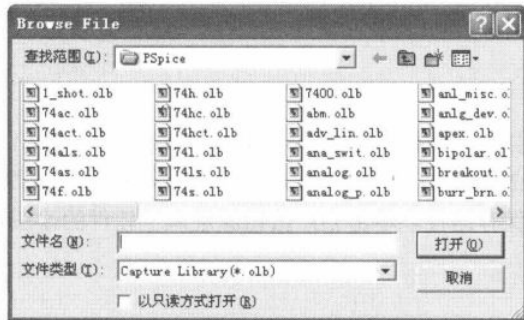 Browse File
查找范围(I): PSpice
1_shot.olb 74h.olb 7400.olb anl_misc.o
74ac.olb 74hc.olb abm.olb anlg_dev.o
74act.olb 74hct.olb adv_lin.olb apex.olb
74als.olb 74l.olb ana_swit.olb bipolar.ol
74as.olb 74ls.olb analog.olb breakout.o
74f.olb 74s.olb analog_p.olb burr_brn.o
文件名(N): 打开(O)
文件类型(T): Capture Library(*.olb) 取消
以只读方式打开(R)